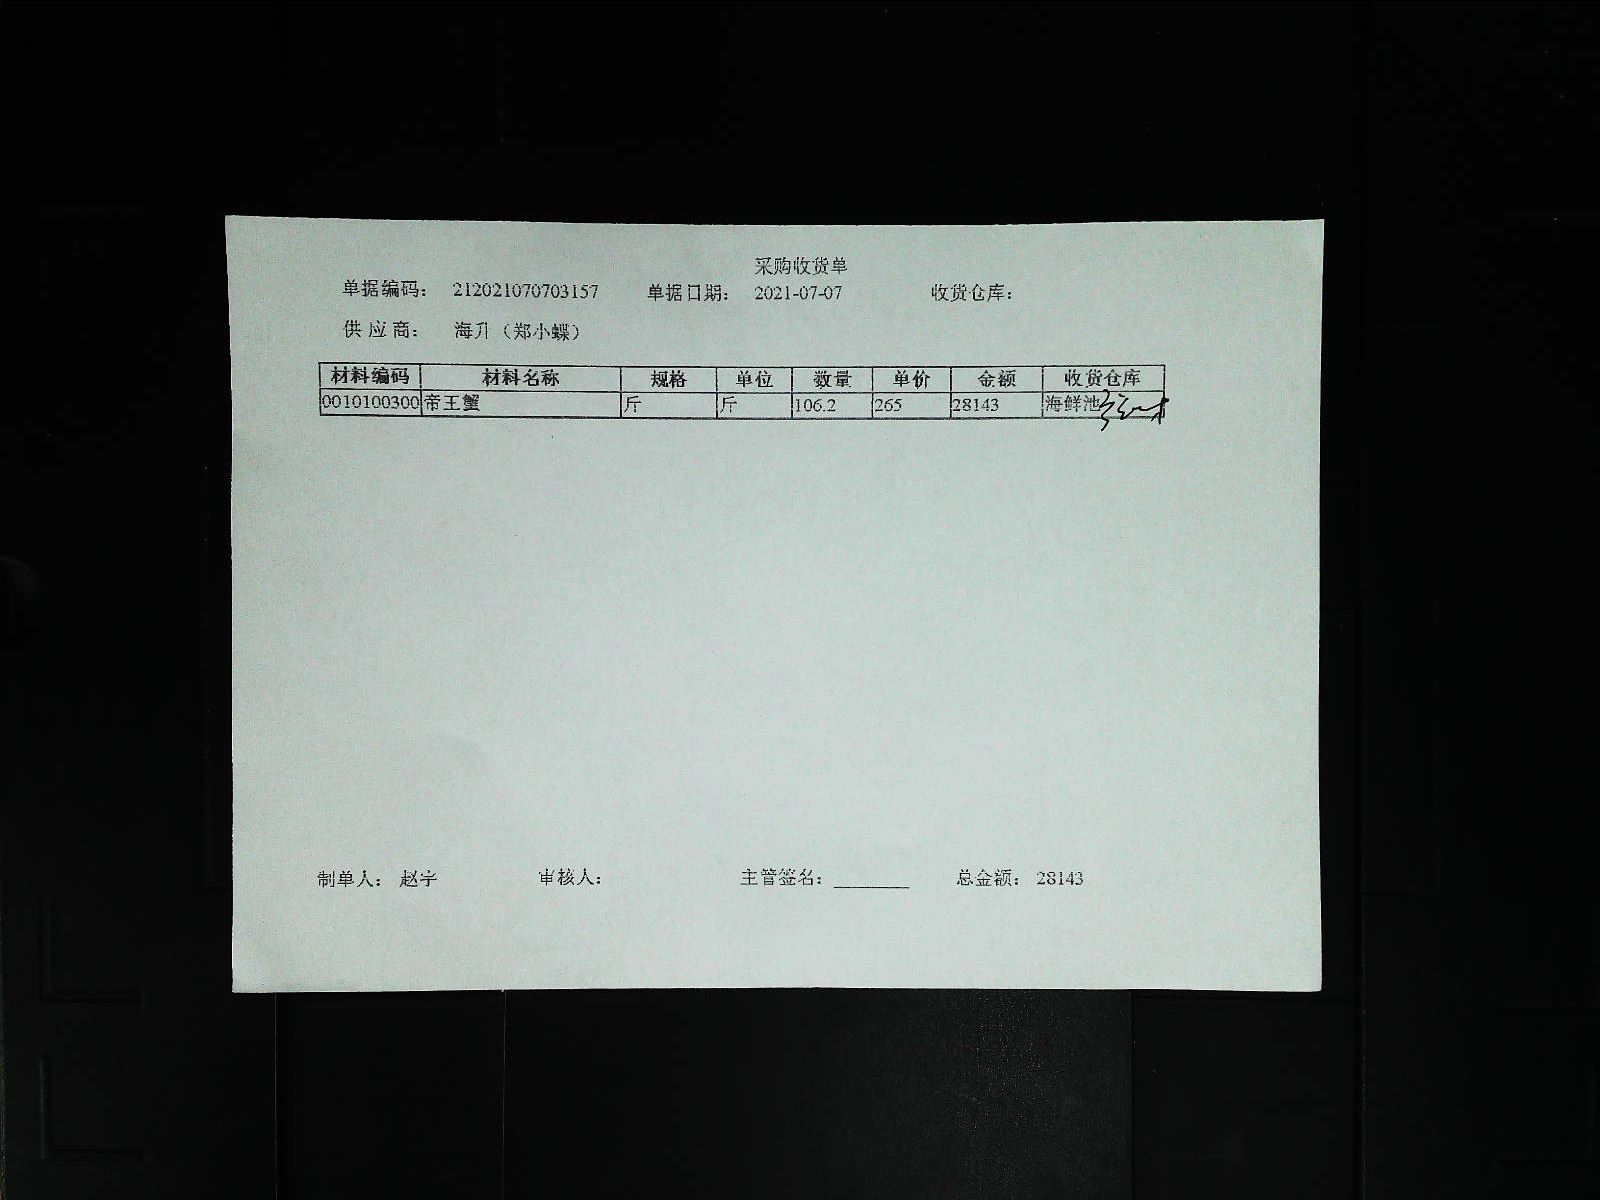 采购收货单
单据编码： 212021070703157 单据日期： 2021-07-07 收货仓库：
供应商： 海升（郑小蝶）
材料编码 材料名称 规格 单位 数量 单价 金额 收货仓库
0010100300 帝王蟹 斤 斤 106.2 265 28143 海鲜池
制单人： 赵宇 审核人： 主管签名： 总金额： 28143